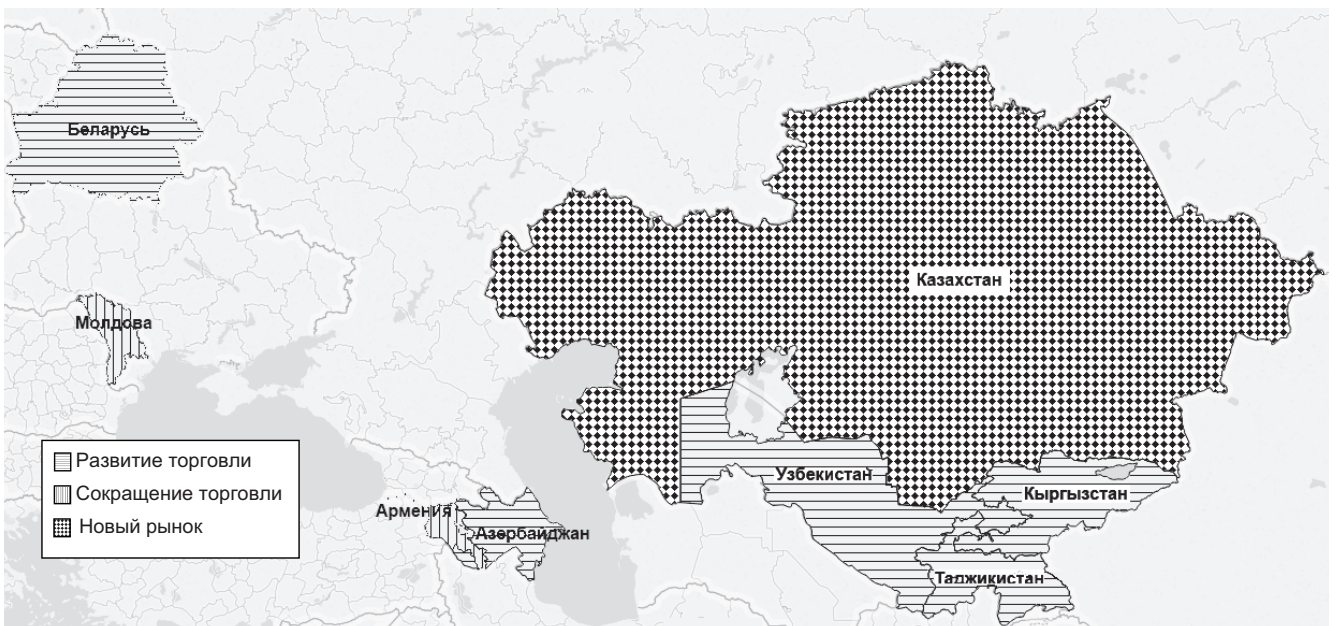 Беларусь
Казахстан
Молдова
Развитие торговли
Сокращение торговли
Новый рынок
Узбекистан
Кыргызстан
Армения
Азербайджан
Таджикистан